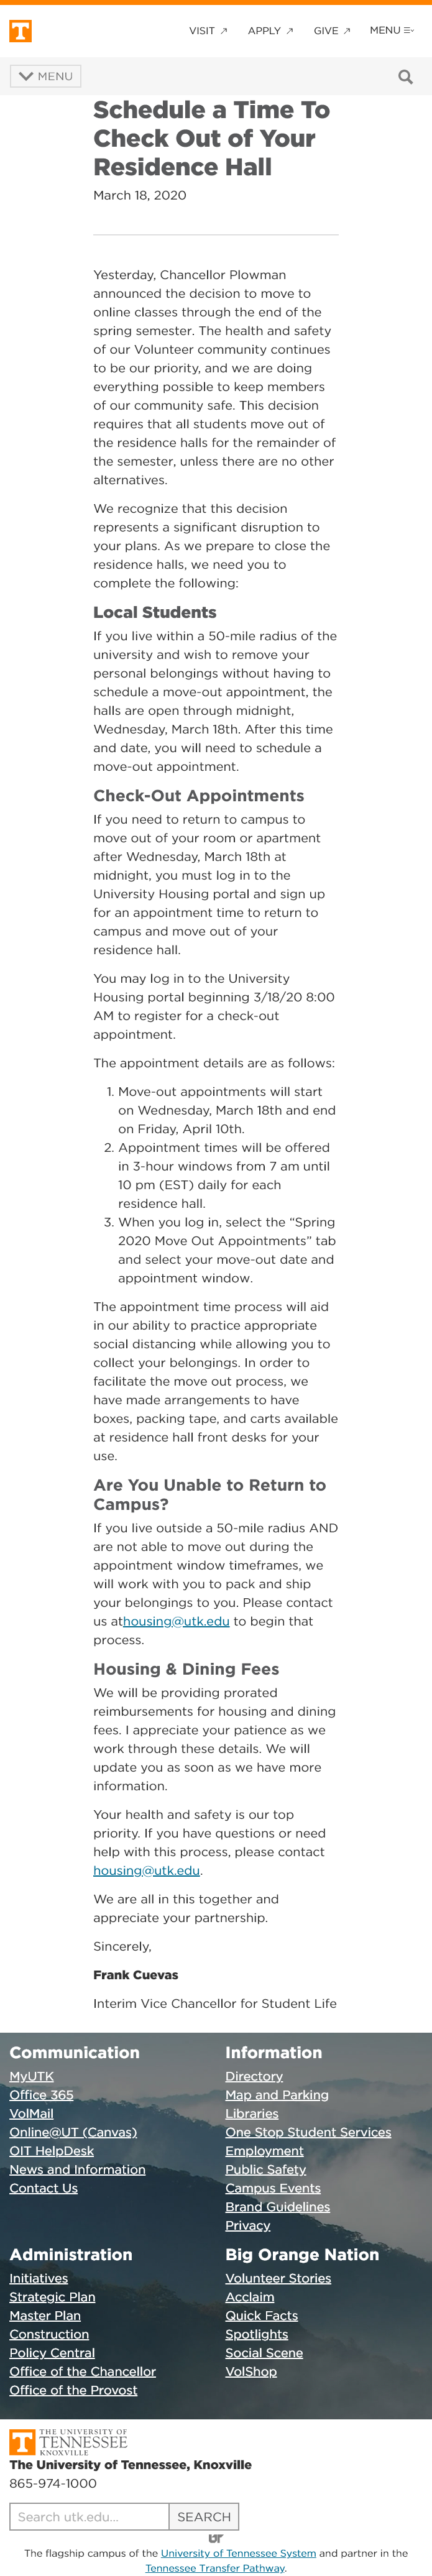 VISIT ↗ APPLY ↗ GIVE ↗ MENU
MENU
Schedule a Time To
Check Out of Your
Residence Hall
March 18, 2020
Yesterday, Chancellor Plowman
announced the decision to move to
online classes through the end of the
spring semester. The health and safety
of our Volunteer community continues
to be our priority, and we are doing
everything possible to keep members
of our community safe. This decision
requires that all students move out of
the residence halls for the remainder of
the semester, unless there are no other
alternatives.
We recognize that this decision
represents a significant disruption to
your plans. As we prepare to close the
residence halls, we need you to
complete the following:
Local Students
If you live within a 50-mile radius of the
university and wish to remove your
personal belongings without having to
schedule a move-out appointment, the
halls are open through midnight,
Wednesday, March 18th. After this time
and date, you will need to schedule a
move-out appointment.
Check-Out Appointments
If you need to return to campus to
move out of your room or apartment
after Wednesday, March 18th at
midnight, you must log in to the
University Housing portal and sign up
for an appointment time to return to
campus and move out of your
residence hall.
You may log in to the University
Housing portal beginning 3/18/20 8:00
AM to register for a check-out
appointment.
The appointment details are as follows:
1. Move-out appointments will start
on Wednesday, March 18th and end
on Friday, April 10th.
2. Appointment times will be offered
in 3-hour windows from 7 am until
10 pm (EST) daily for each
residence hall.
3. When you log in, select the “Spring
2020 Move Out Appointments” tab
and select your move-out date and
appointment window.
The appointment time process will aid
in our ability to practice appropriate
social distancing while allowing you to
collect your belongings. In order to
facilitate the move out process, we
have made arrangements to have
boxes, packing tape, and carts available
at residence hall front desks for your
use.
Are You Unable to Return to
Campus?
If you live outside a 50-mile radius AND
are not able to move out during the
appointment window timeframes, we
will work with you to pack and ship
your belongings to you. Please contact
us athousing@utk.edu to begin that
process.
Housing & Dining Fees
We will be providing prorated
reimbursements for housing and dining
fees. I appreciate your patience as we
work through these details. We will
update you as soon as we have more
information.
Your health and safety is our top
priority. If you have questions or need
help with this process, please contact
housing@utk.edu.
We are all in this together and
appreciate your partnership.
Sincerely,
Frank Cuevas
Interim Vice Chancellor for Student Life
Communication
MyUTK
Office 365
VolMail
Online@UT (Canvas)
OIT HelpDesk
News and Information
Contact Us
Information
Directory
Map and Parking
Libraries
One Stop Student Services
Employment
Public Safety
Campus Events
Brand Guidelines
Privacy
Administration
Initiatives
Strategic Plan
Master Plan
Construction
Policy Central
Office of the Chancellor
Office of the Provost
Big Orange Nation
Volunteer Stories
Acclaim
Quick Facts
Spotlights
Social Scene
VolShop
T THE UNIVERSITY OF
TENNESSEE
KNOXVILLE
The University of Tennessee, Knoxville
865-974-1000
Search utk.edu... SEARCH
UT
The flagship campus of the University of Tennessee System and partner in the
Tennessee Transfer Pathway.